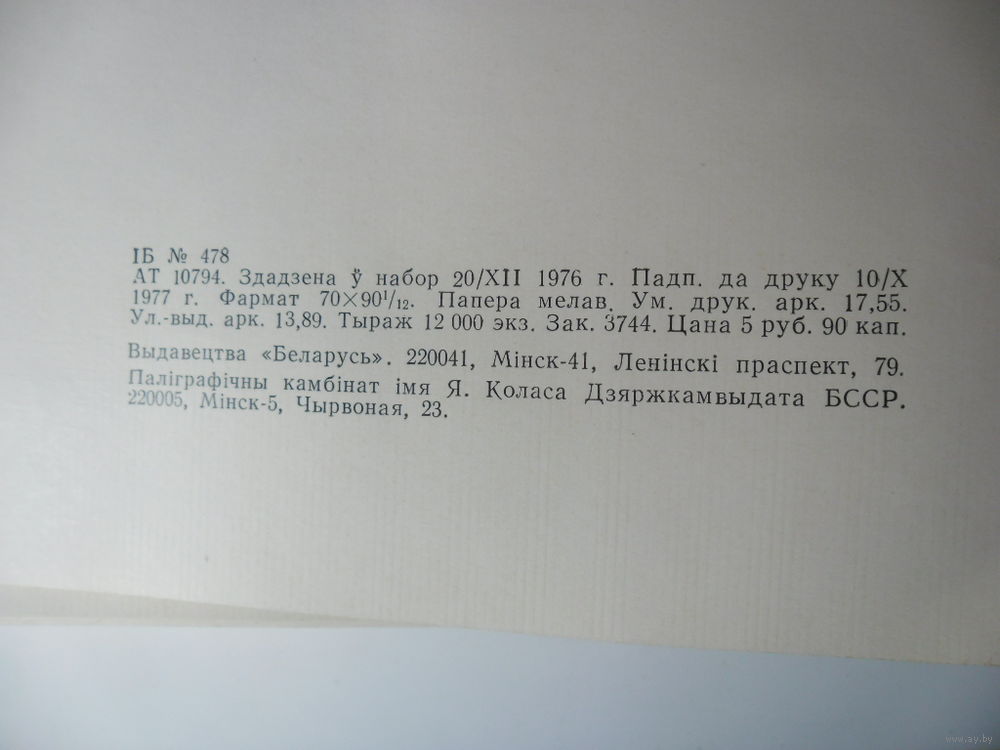 ІБ № 478
АТ 10794. Здадзена ў набор 20/XII 1976 г. Падп. да друку 10/X
1977 г. Фармат 70×90¹/₁₂. Папера мелав. Ум. друк. арк. 17,55.
Ул.-выд. арк. 13,89. Тыраж 12 000 экз. Зак. 3744. Цана 5 руб. 90 кап.
Выдавецтва «Беларусь». 220041, Мінск-41, Ленінскі праспект, 79.
Паліграфічны камбінат імя Я. Коласа Дзяржкамвыдата БССР.
220005, Мінск-5, Чырвоная, 23.
www.ay.by